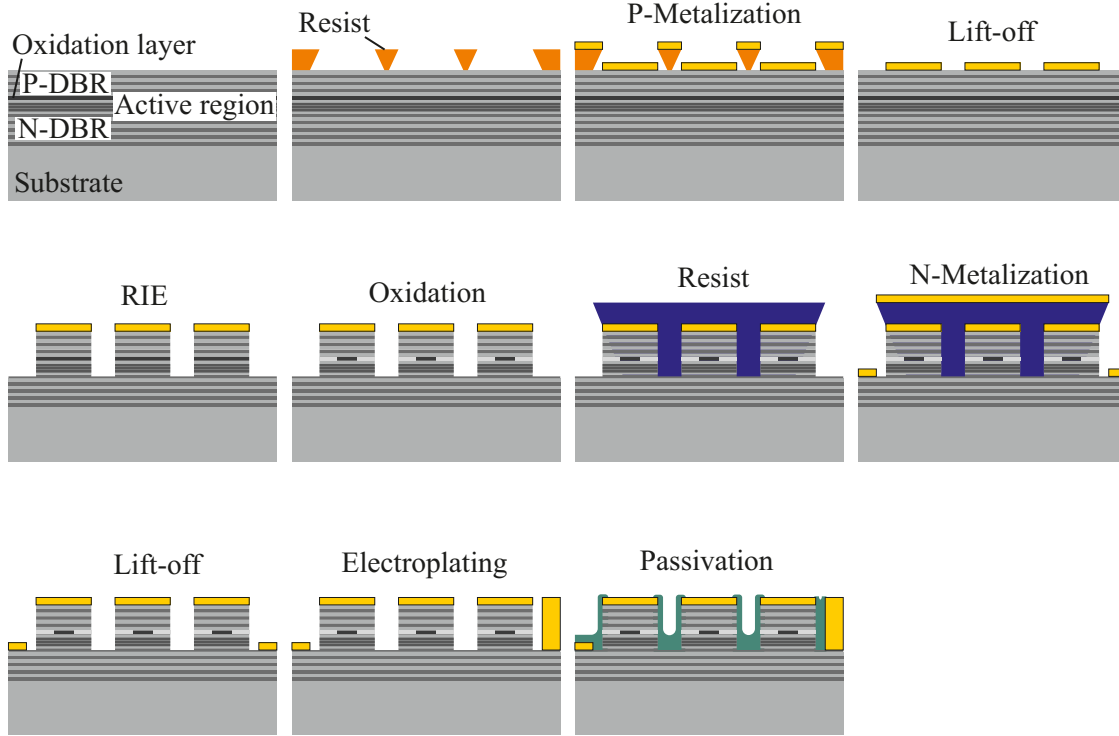 Resist
P-Metalization
Lift-off
Oxidation layer
P-DBR
Active region
N-DBR
Substrate
RIE
Oxidation
Resist
N-Metalization
Lift-off
Electroplating
Passivation